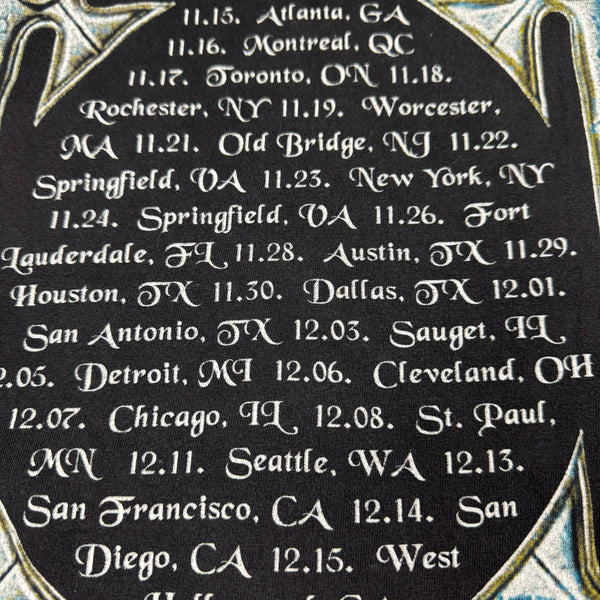 11.15. Atlanta, GA
11.16. Montreal, QC
11.17. Toronto, ON 11.18.
Rochester, NY 11.19. Worcester,
MA 11.21. Old Bridge, NJ 11.22.
Springfield, VA 11.23. New York, NY
11.24. Springfield, VA 11.26. Fort
Lauderdale, FL 11.28. Austin, TX 11.29.
Houston, TX 11.30. Dallas, TX 12.01.
San Antonio, TX 12.03. Sauget, IL
2.05. Detroit, MI 12.06. Cleveland, OH
12.07. Chicago, IL 12.08. St. Paul,
MN 12.11. Seattle, WA 12.13.
San Francisco, CA 12.14. San
Diego, CA 12.15. West